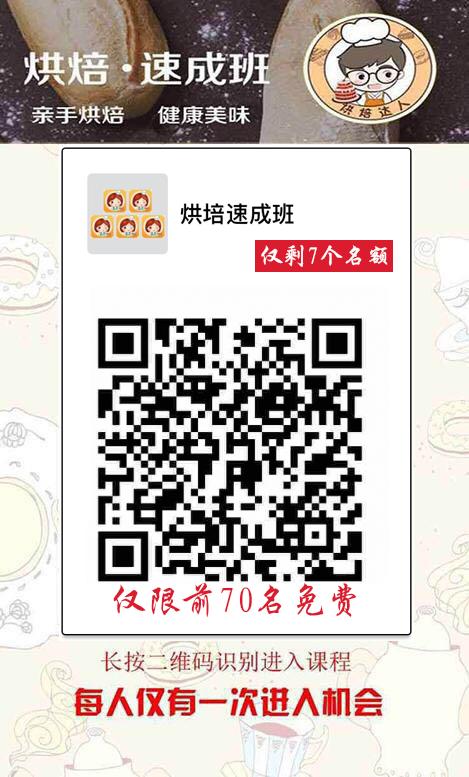 烘焙·速成班
亲手烘焙 健康美味
烘焙达人
烘培速成班
仅剩7个名额
仅限前70名免费
长按二维码识别进入课程
每人仅有一次进入机会